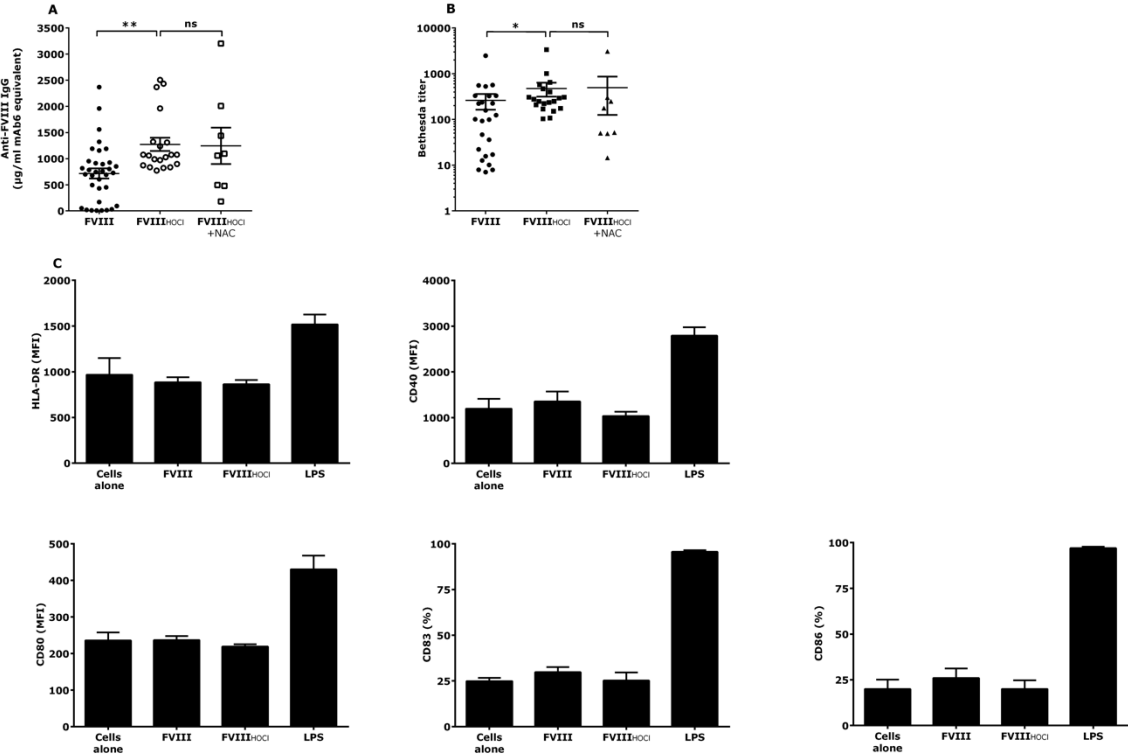 A
** ns
Anti-FVIII IgG
(µg/ml mAb6 equivalent)
3500
3000
2500
2000
1500
1000
500
0
FVIII FVIIIHOCl FVIIIHOCl
+NAC
B
* ns
Bethesda titer
10000
1000
100
10
1
FVIII FVIIIHOCl FVIIIHOCl
+NAC
C
HLA-DR (MFI)
2000
1500
1000
500
0
Cells FVIII FVIIIHOCl LPS
alone
CD40 (MFI)
4000
3000
2000
1000
0
Cells FVIII FVIIIHOCl LPS
alone
CD80 (MFI)
500
400
300
200
100
0
Cells FVIII FVIIIHOCl LPS
alone
CD83 (%)
100
75
50
25
0
Cells FVIII FVIIIHOCl LPS
alone
CD86 (%)
100
75
50
25
0
Cells FVIII FVIIIHOCl LPS
alone